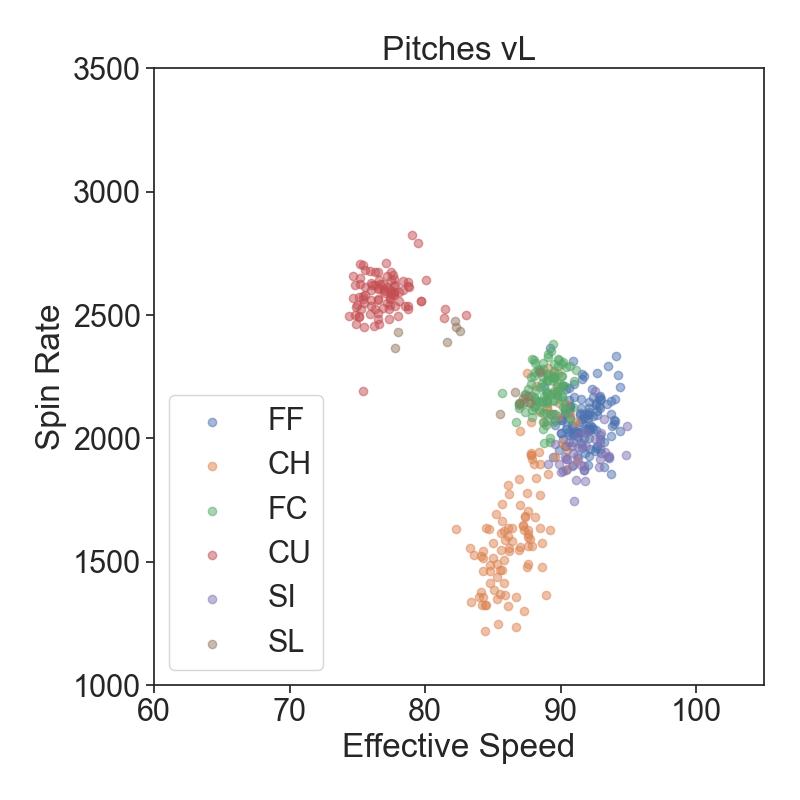 Pitches vL
3500
3000
2500
2000
1500
1000
Spin Rate
FF
CH
FC
CU
SI
SL
60 70 80 90 100
Effective Speed